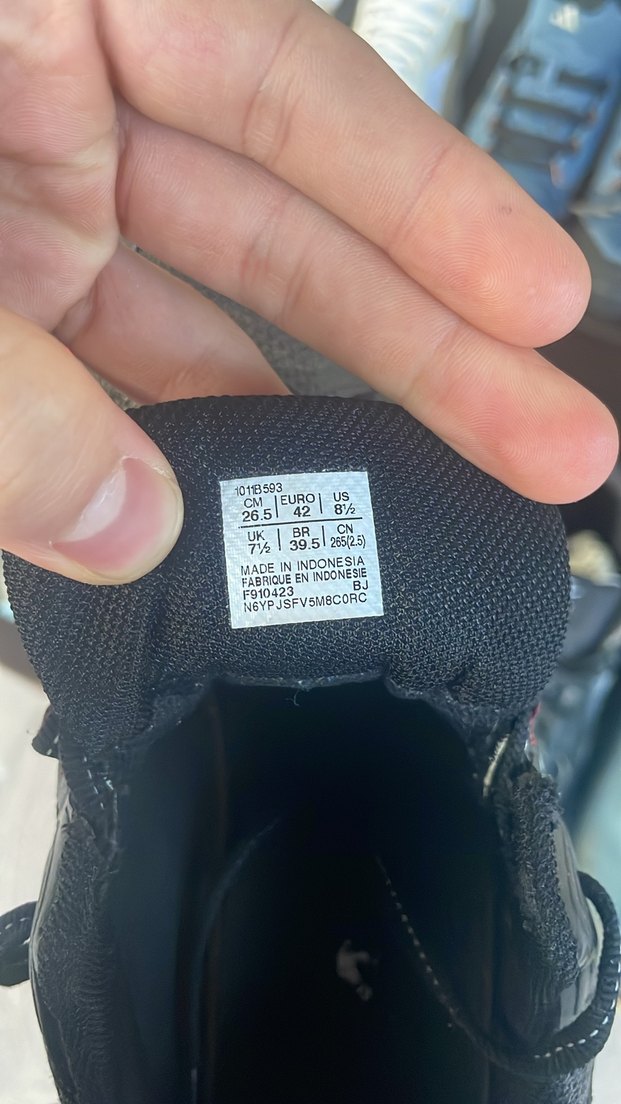 1011B593
CM | EURO | US
26.5 | 42 | 8½
UK | BR | CN
7½ | 39.5 | 265(2.5)
MADE IN INDONESIA
FABRIQUE EN INDONESIE
F910423 BJ
N6YPJSFV5M8C0RC